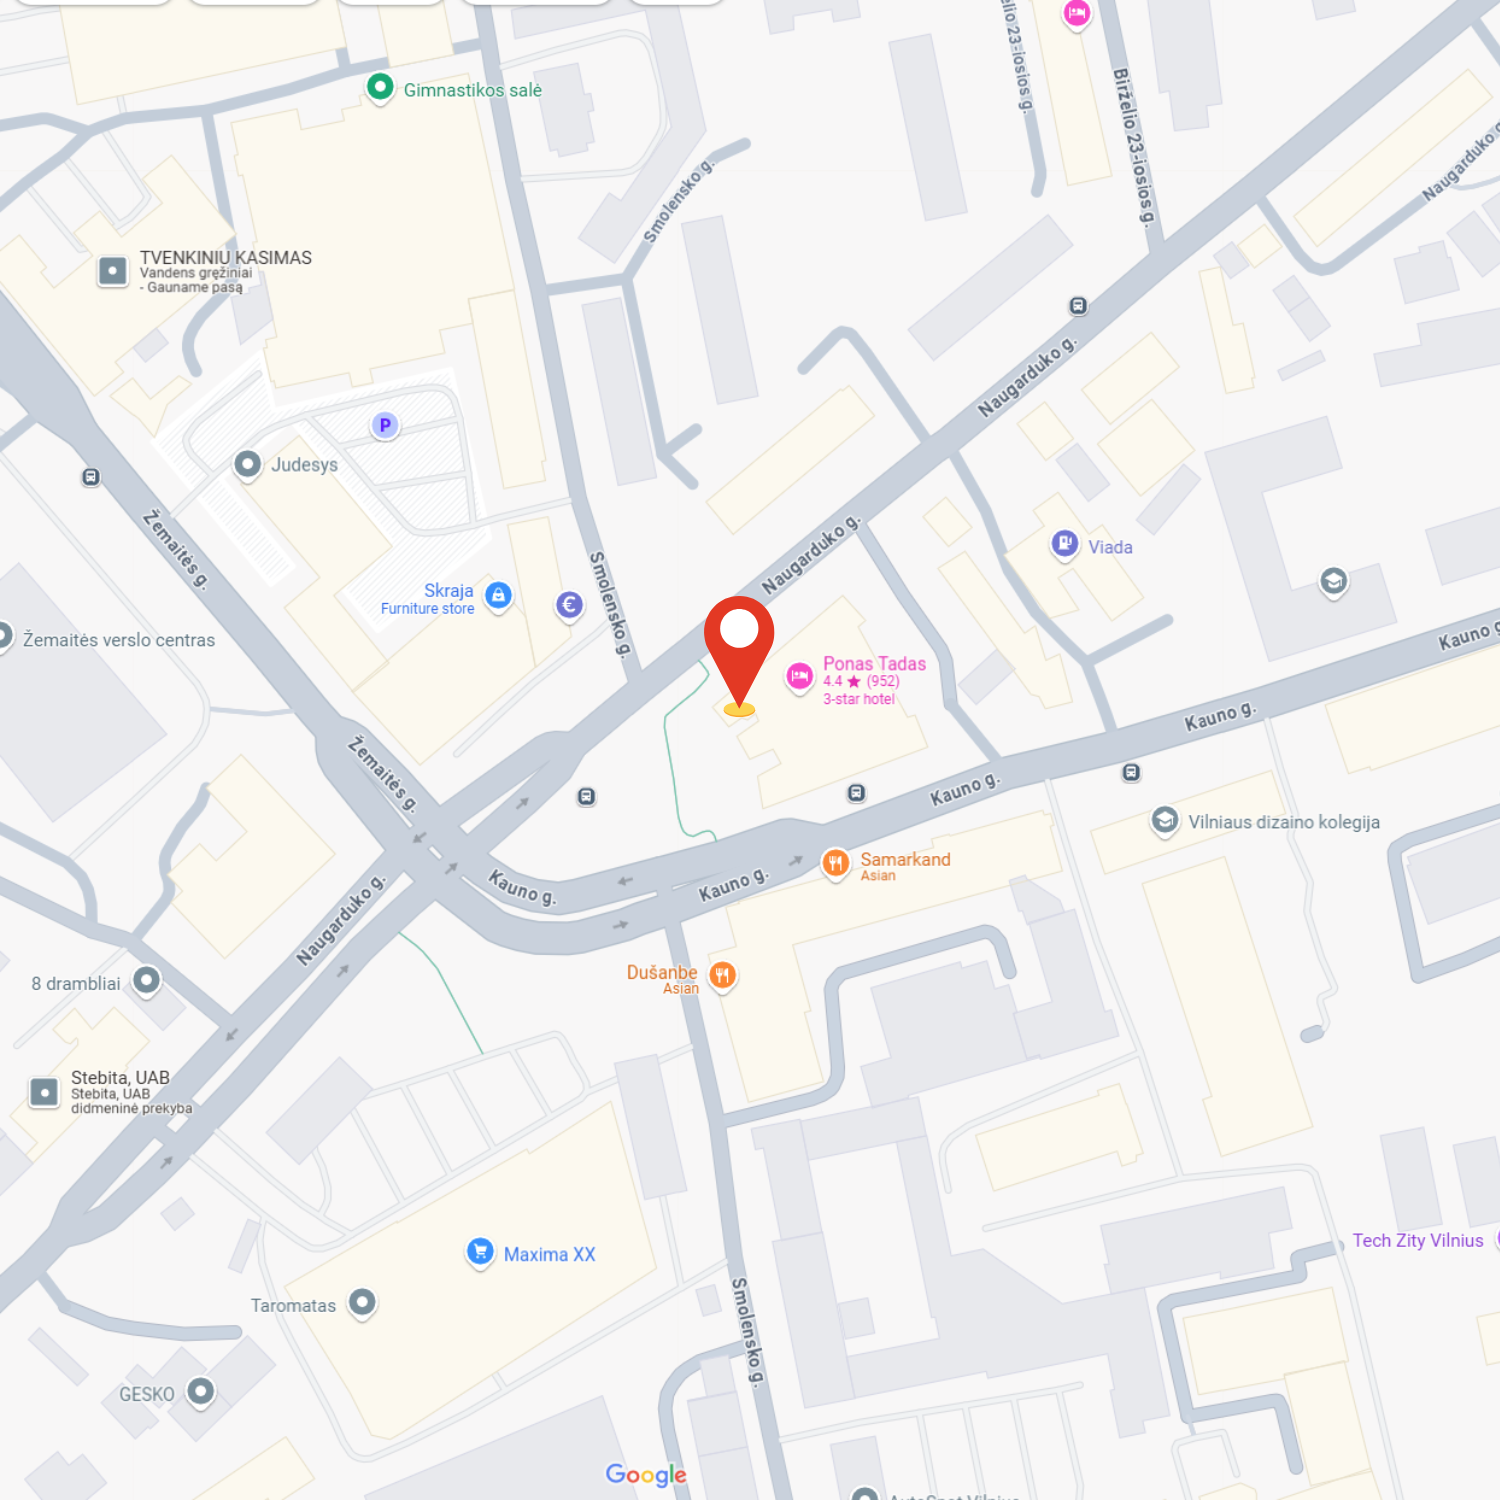 Gimnastikos salė
TVENKINIU KASIMAS
Vandens gręžiniai
- Gauname pasą
Smolensko g.
23-iosios g.
Birželio 23-iosios g.
Naugarduko g.
Naugarduko g.
P
Judesys
Žemaitės g.
Skraja
Furniture store
€
Smolensko g.
Naugarduko g.
Viada
Žemaitės verslo centras
Ponas Tadas
4.4 ★ (952)
3-star hotel
Kauno g.
Kauno g.
Žemaitės g.
Kauno g.
Vilniaus dizaino kolegija
Samarkand
Asian
Kauno g.
Kauno g.
Naugarduko g.
Dušanbe
Asian
8 drambliai
Stebita, UAB
Stebita, UAB
didmeninė prekyba
Maxima XX
Tech Zity Vilnius
Taromatas
Smolensko g.
GESKO
Google